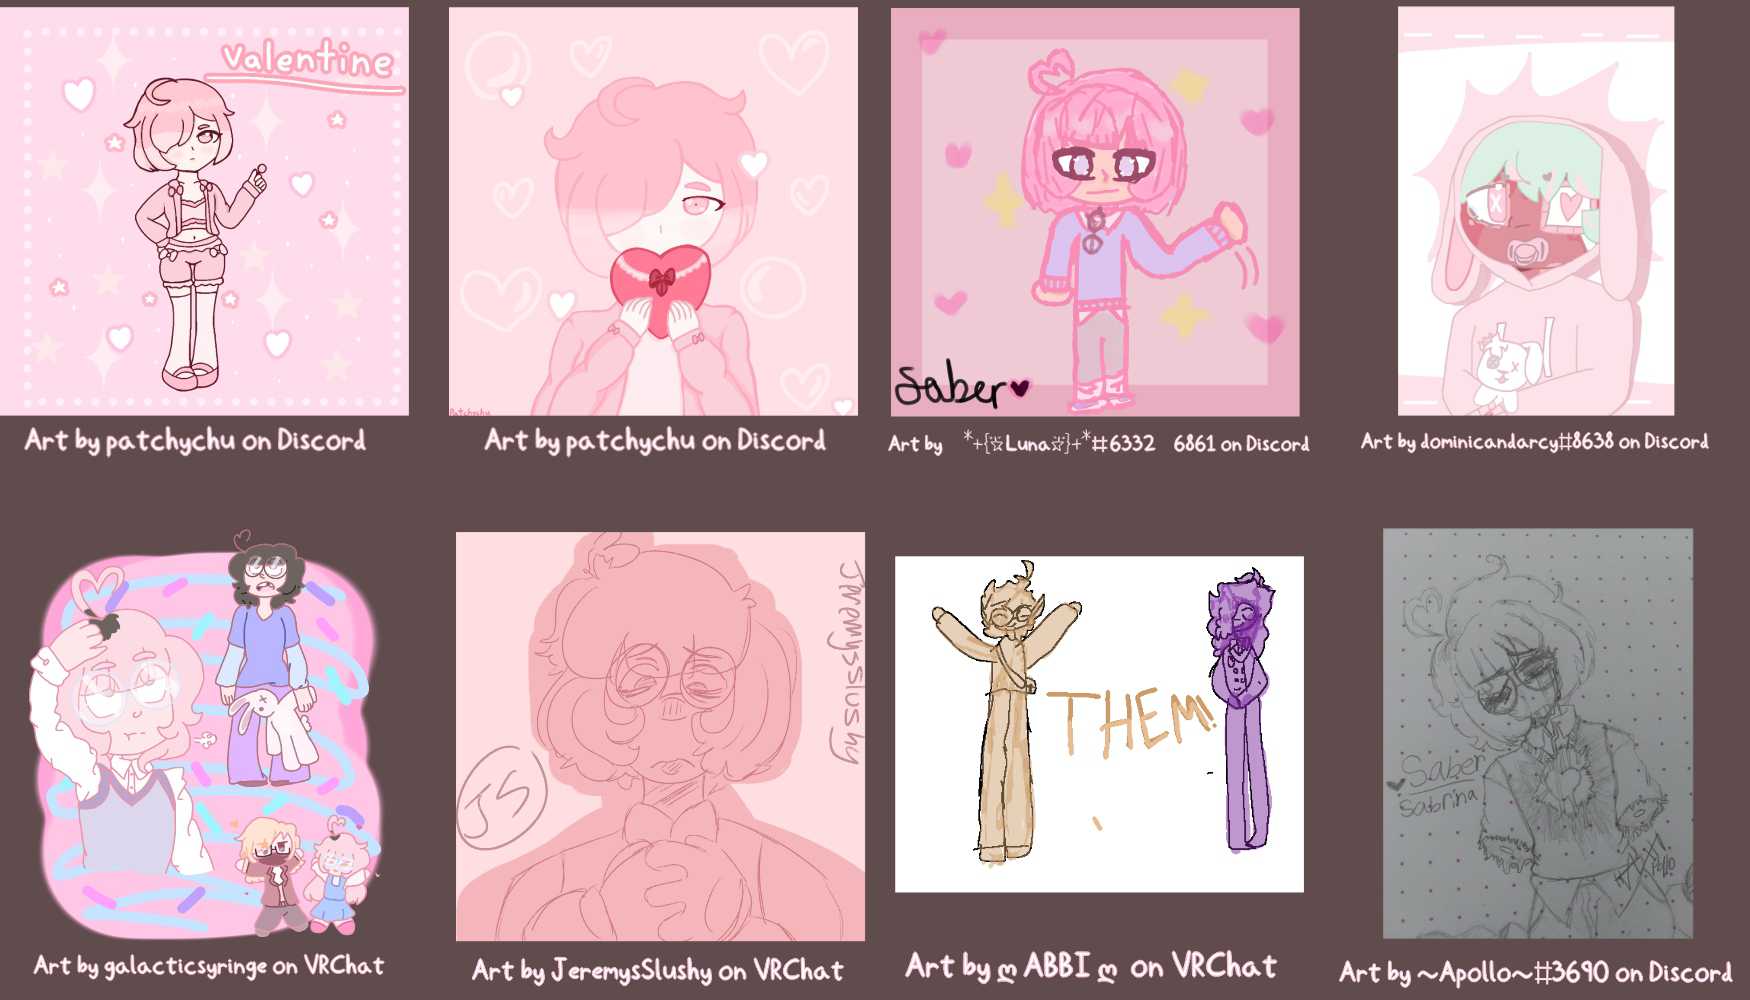 Valentine
Art by patchychu on Discord
Patchychu
Art by patchychu on Discord
Saber
Art by *+{☆Luna☆}+*#6332 6861 on Discord
Art by dominicandarcy#8638 on Discord
Art by galacticsyringe on VRChat
JeremysSlushy
JS
Art by JeremysSlushy on VRChat
THEM!
Art by ღ ABBI ღ on VRChat
Saber
Sabrina
Art by ~Apollo~#3690 on Discord